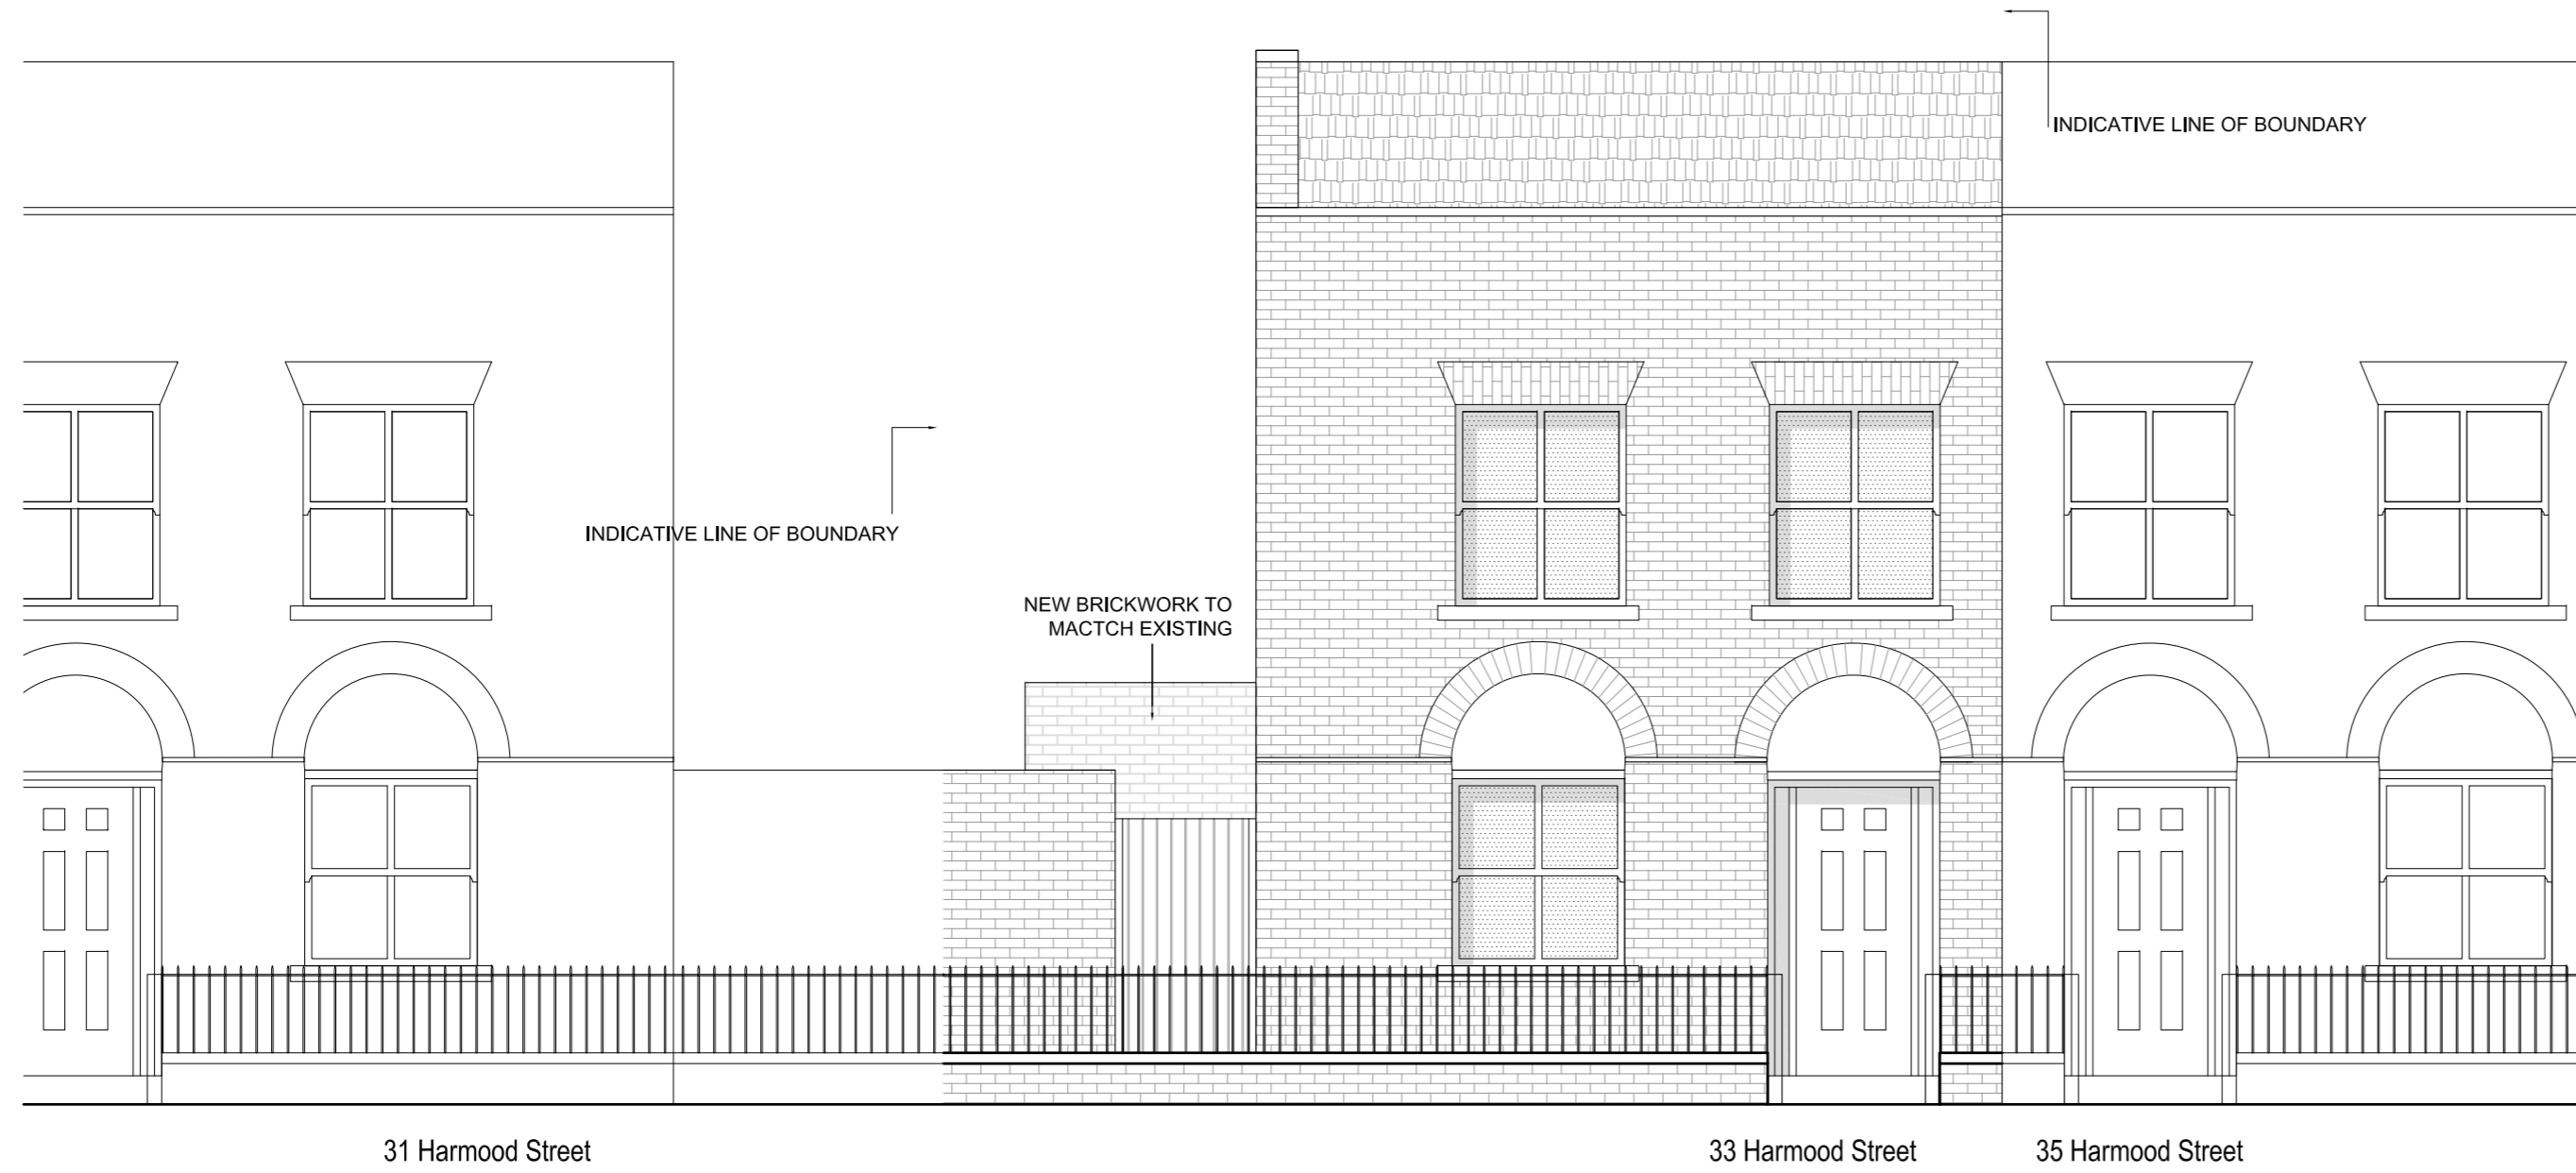 INDICATIVE LINE OF BOUNDARY
INDICATIVE LINE OF BOUNDARY
NEW BRICKWORK TO
MACTCH EXISTING
31 Harmood Street
33 Harmood Street
35 Harmood Street